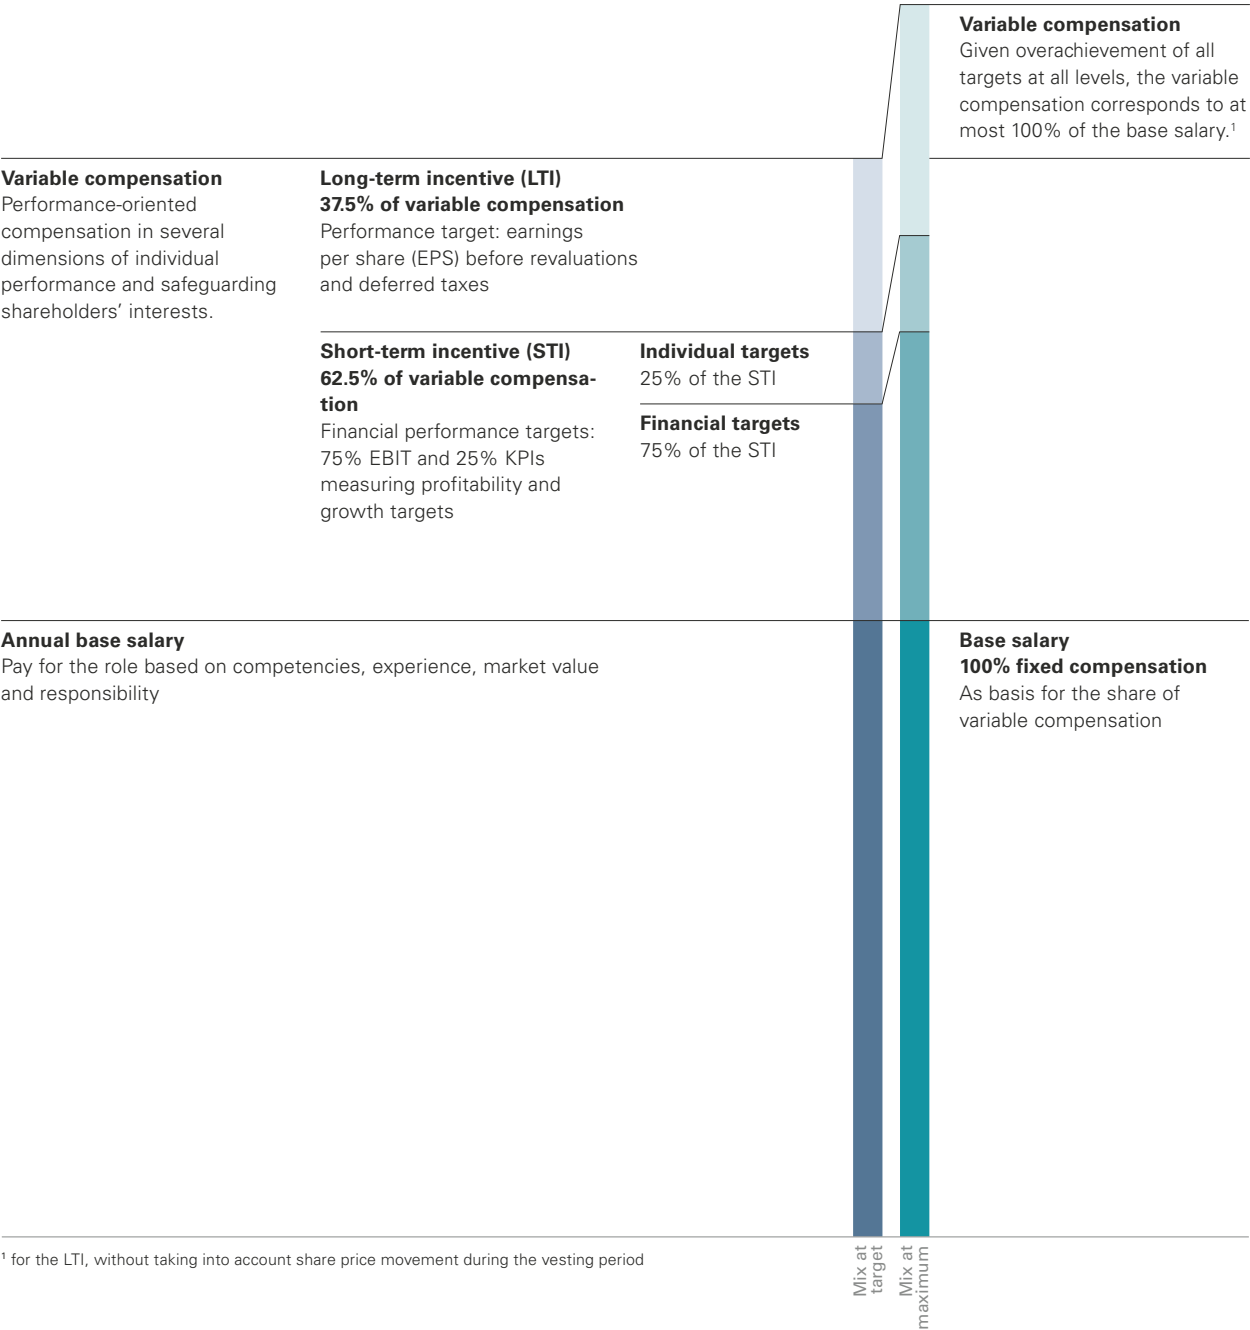 Variable compensation
Given overachievement of all
targets at all levels, the variable
compensation corresponds to at
most 100% of the base salary.¹
Variable compensation
Performance-oriented
compensation in several
dimensions of individual
performance and safeguarding
shareholders’ interests.
Long-term incentive (LTI)
37.5% of variable compensation
Performance target: earnings
per share (EPS) before revaluations
and deferred taxes
Short-term incentive (STI)
62.5% of variable compensa-
tion
Financial performance targets:
75% EBIT and 25% KPIs
measuring profitability and
growth targets
Individual targets
25% of the STI
Financial targets
75% of the STI
Annual base salary
Pay for the role based on competencies, experience, market value
and responsibility
Base salary
100% fixed compensation
As basis for the share of
variable compensation
¹ for the LTI, without taking into account share price movement during the vesting period
Mix at
target
Mix at
maximum